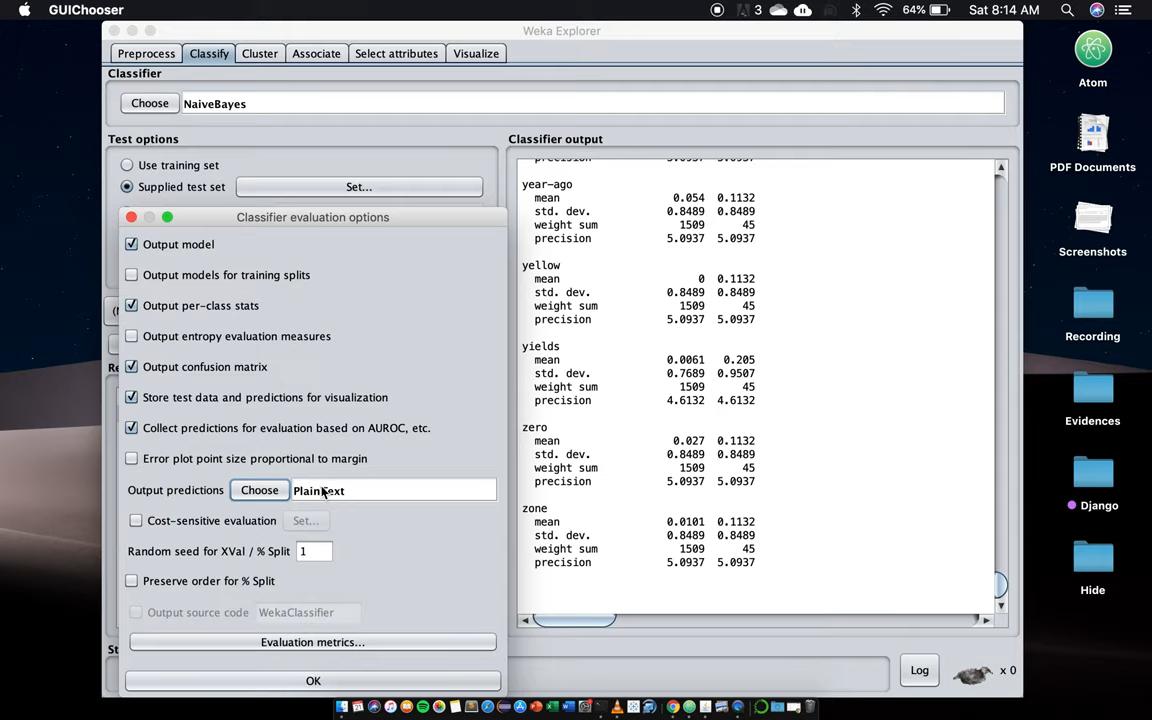 GUIChooser 3 64% Sat 8:14 AM
Weka Explorer
Preprocess Classify Cluster Associate Select attributes Visualize
Classifier
Choose NaiveBayes
Test options
Use training set
Supplied test set Set...
Classifier evaluation options
Output model
Output models for training splits
Output per-class stats
Output entropy evaluation measures
Output confusion matrix
Store test data and predictions for visualization
Collect predictions for evaluation based on AUROC, etc.
Error plot point size proportional to margin
Output predictions Choose PlainText
Cost-sensitive evaluation Set...
Random seed for XVal / % Split 1
Preserve order for % Split
Output source code WekaClassifier
Evaluation metrics...
OK
Classifier output
precision 5.0937 5.0937
year-ago
mean 0.054 0.1132
std. dev. 0.8489 0.8489
weight sum 1509 45
precision 5.0937 5.0937
yellow
mean 0 0.1132
std. dev. 0.8489 0.8489
weight sum 1509 45
precision 5.0937 5.0937
yields
mean 0.0061 0.205
std. dev. 0.7689 0.9507
weight sum 1509 45
precision 4.6132 4.6132
zero
mean 0.027 0.1132
std. dev. 0.8489 0.8489
weight sum 1509 45
precision 5.0937 5.0937
zone
mean 0.0101 0.1132
std. dev. 0.8489 0.8489
weight sum 1509 45
precision 5.0937 5.0937
Log x 0
Atom
PDF Documents
Screenshots
Recording
Evidences
Django
Hide